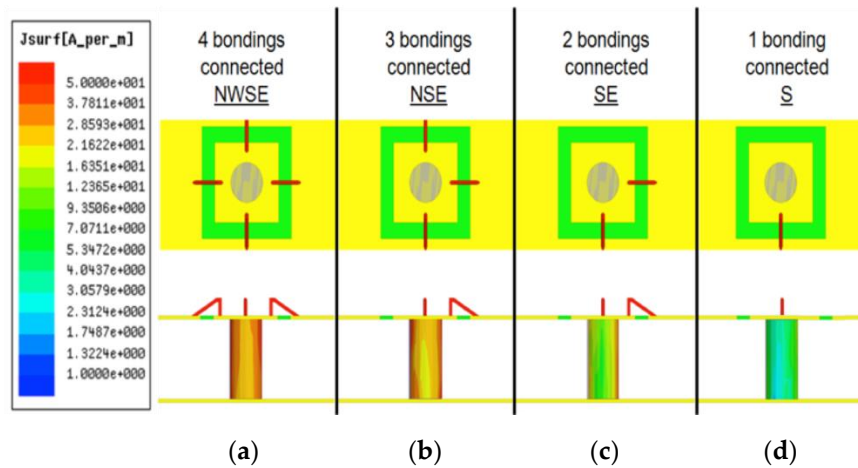 Jsurf[A_per_m]
5.0000e+001
3.7811e+001
2.8593e+001
2.1622e+001
1.6351e+001
1.2365e+001
9.3506e+000
7.0711e+000
5.3472e+000
4.0437e+000
3.0579e+000
2.3124e+000
1.7487e+000
1.3224e+000
1.0000e+000
4 bondings
connected
NWSE
3 bondings
connected
NSE
2 bondings
connected
SE
1 bonding
connected
S
(a)
(b)
(c)
(d)